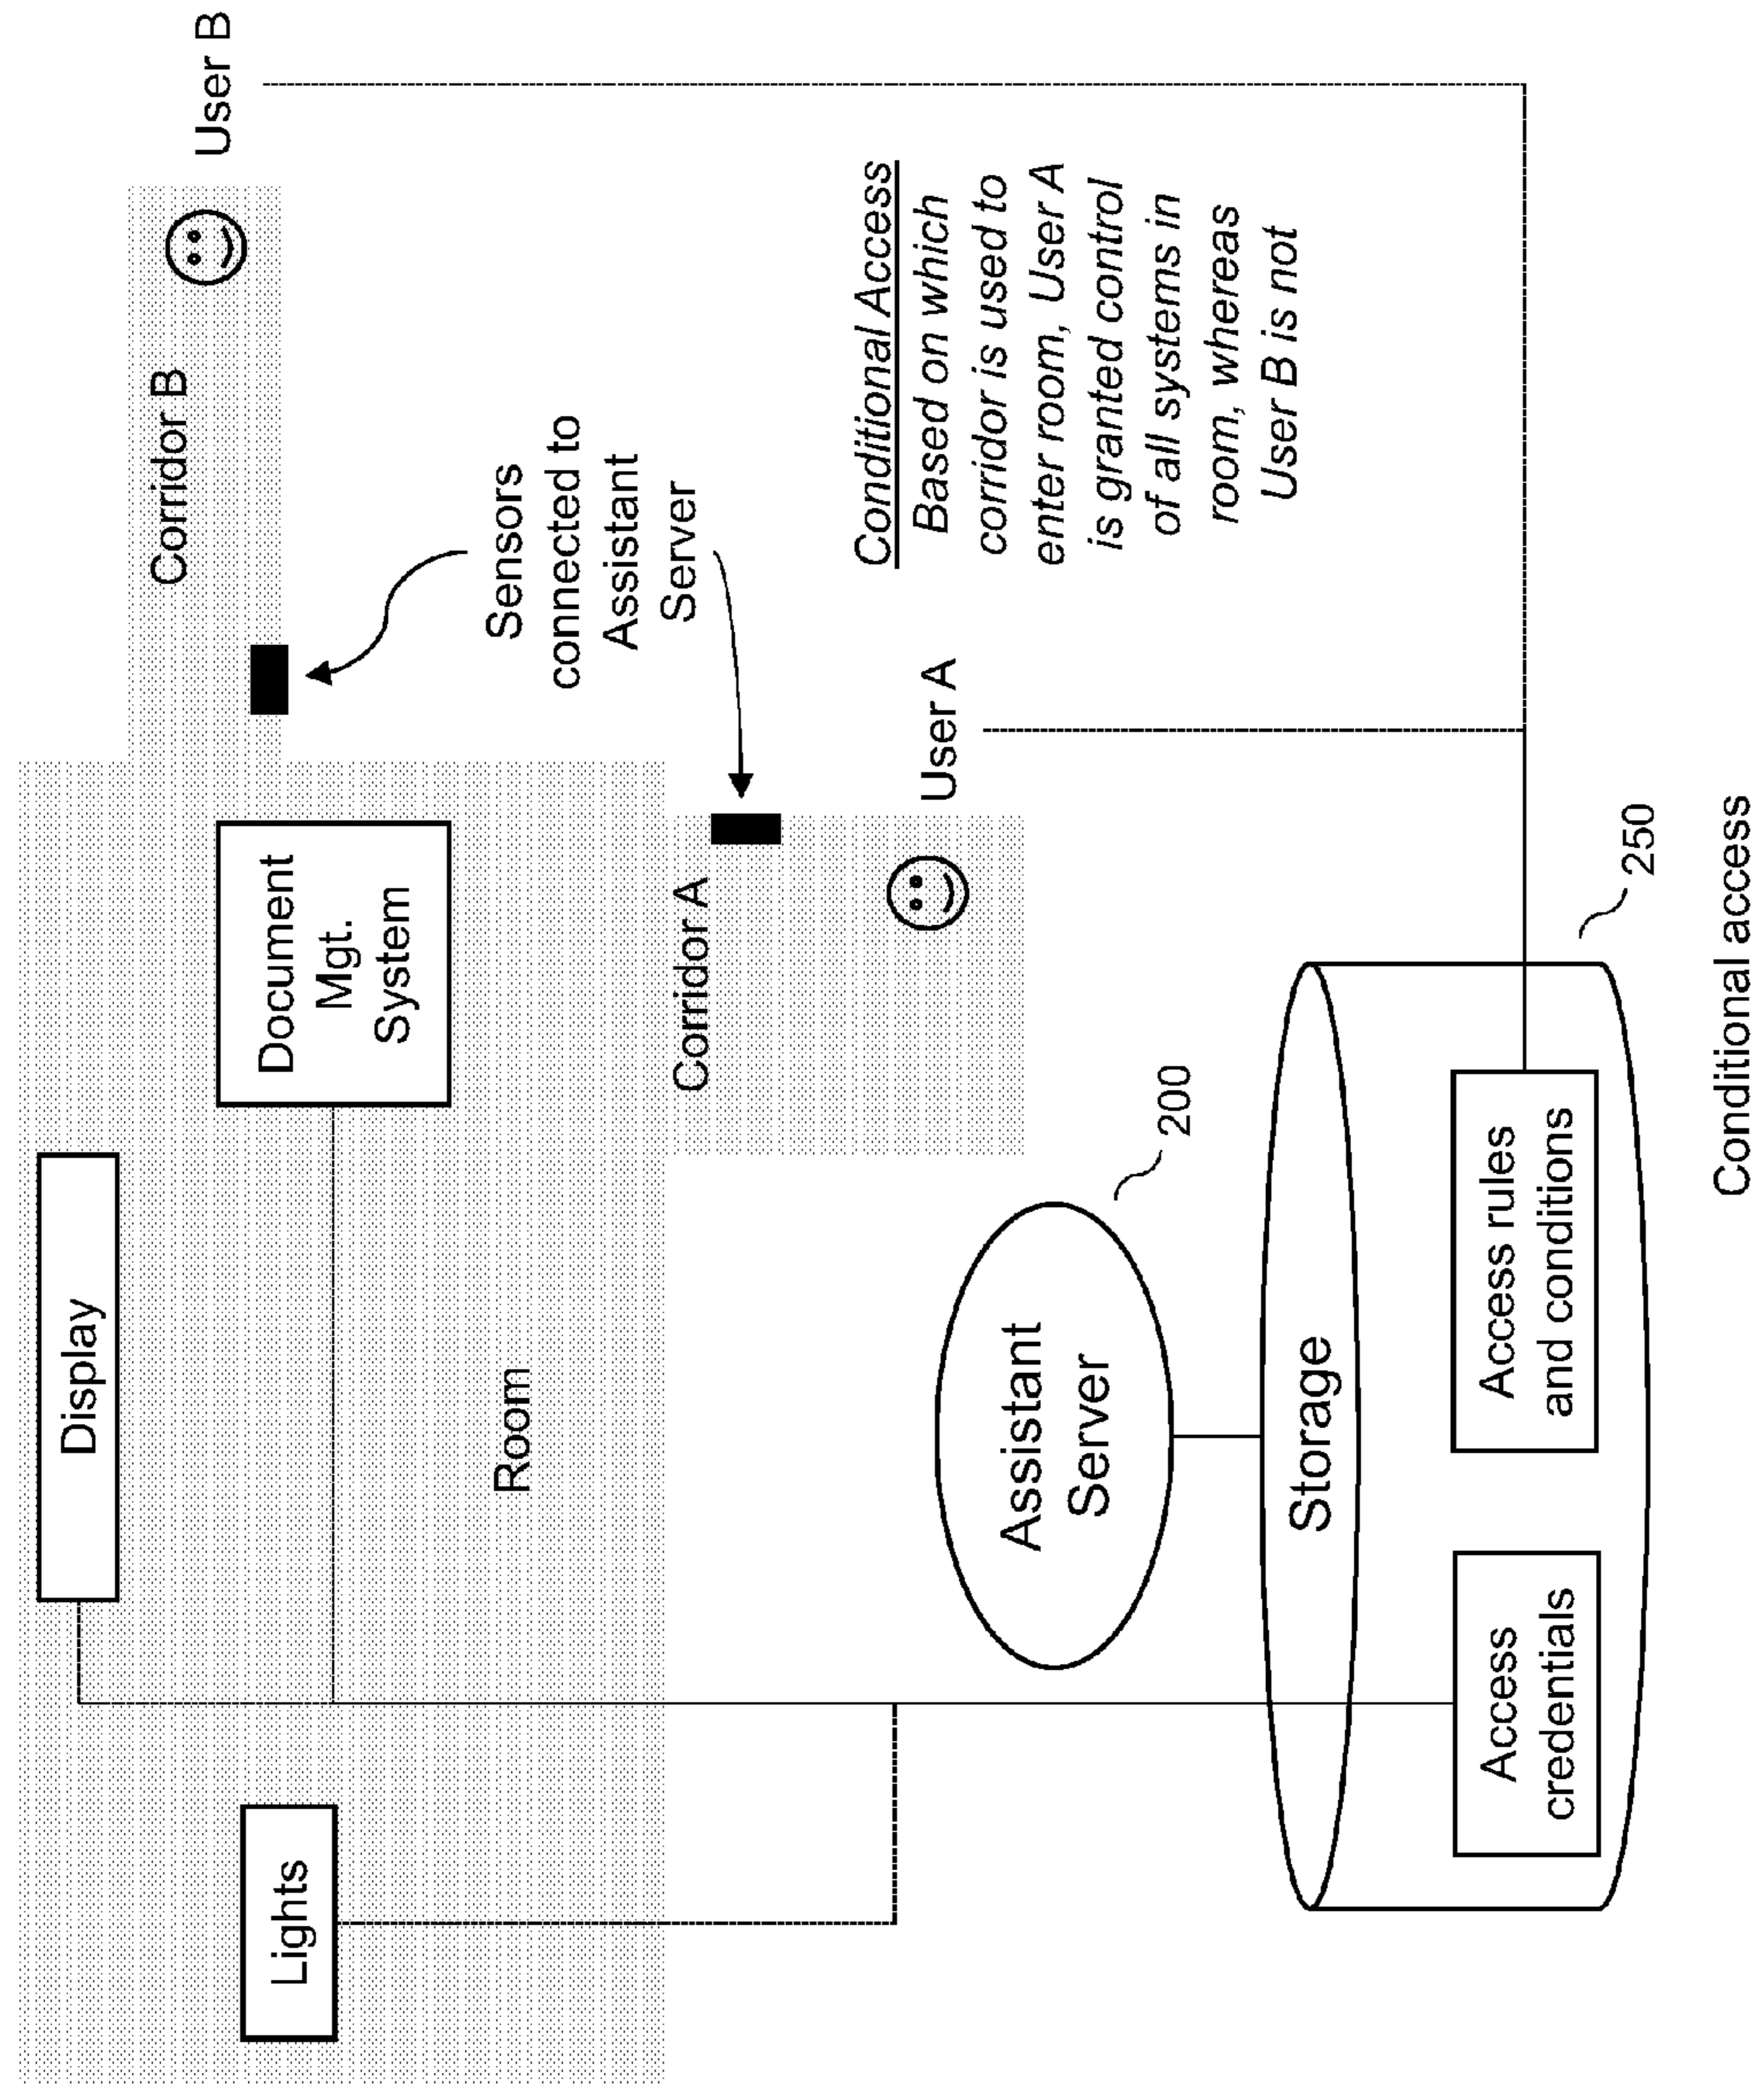 Display
Lights
Document
Mgt.
System
Room
Corridor B
User B
Sensors
connected to
Assistant
Server
Corridor A
User A
Conditional Access
Based on which
corridor is used to
enter room, User A
is granted control
of all systems in
room, whereas
User B is not
Assistant
Server
200
Storage
250
Access
credentials
Access rules
and conditions
Conditional access